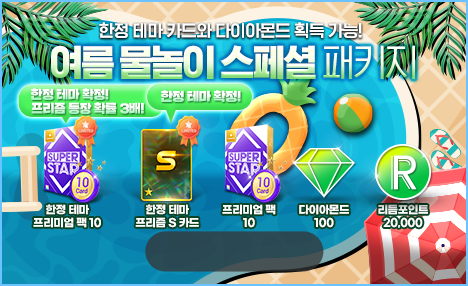 한정 테마 카드와 다이아몬드 획득 가능!
여름 물놀이 스페셜 패키지
한정 테마 확정!
프리즘 등장 확률 3배!
한정 테마 확정!
SUPER
STAR
10
Card
S
SUPER
STAR
10
Card
R
한정 테마
프리미엄 팩 10
한정 테마
프리즘 S 카드
프리미엄 팩
10
다이아몬드
100
리듬포인트
20,000